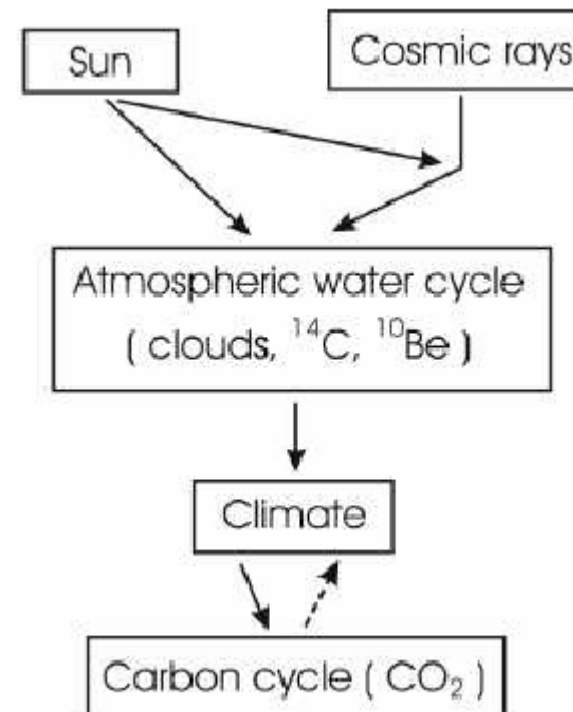 Sun
Cosmic rays
Atmospheric water cycle
( clouds, ¹⁴C, ¹⁰Be )
Climate
Carbon cycle ( CO₂ )